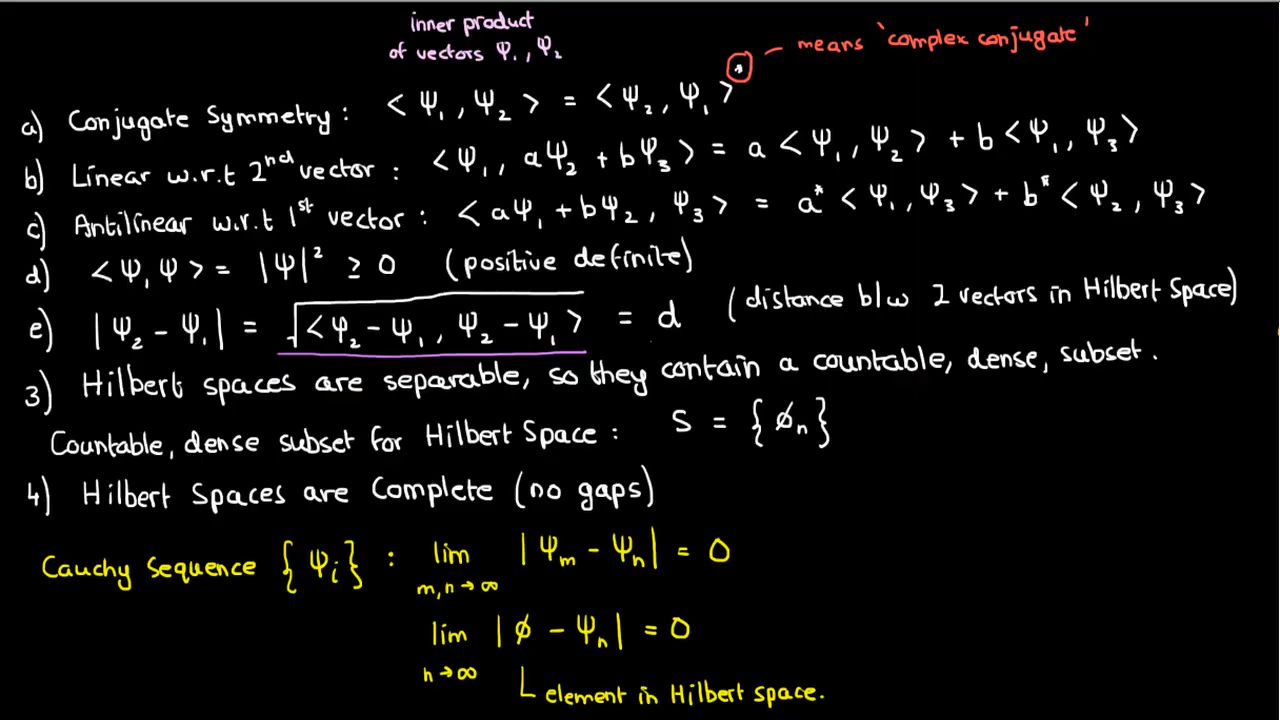 inner product
of vectors Ψ₁, Ψ₂
* – means 'complex conjugate'
a) Conjugate Symmetry: < Ψ₁, Ψ₂ > = < Ψ₂, Ψ₁ >*
b) Linear w.r.t 2nd vector: < Ψ₁, aΨ₂ + bΨ₃ > = a < Ψ₁, Ψ₂ > + b < Ψ₁, Ψ₃ >
c) Antilinear w.r.t 1st vector: < aΨ₁ + bΨ₂, Ψ₃ > = a* < Ψ₁, Ψ₃ > + b* < Ψ₂, Ψ₃ >
d) < Ψ, Ψ > = |Ψ|² ≥ 0 (positive definite)
e) |Ψ₂ - Ψ₁| = √< Ψ₂ - Ψ₁, Ψ₂ - Ψ₁ > = d (distance b/w 2 vectors in Hilbert Space)
3) Hilbert spaces are separable, so they contain a countable, dense, subset.
Countable, dense subset for Hilbert Space: S = {ϕₙ}
4) Hilbert Spaces are Complete (no gaps)
Cauchy Sequence {Ψᵢ} : lim |Ψₘ - Ψₙ| = 0
m,n→∞
lim |ϕ - Ψₙ| = 0
n→∞
element in Hilbert space.